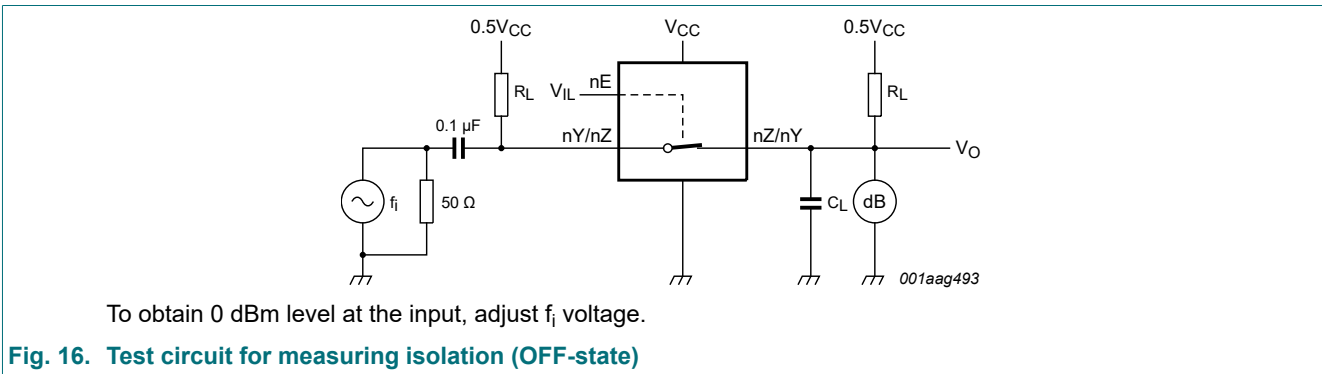 0.5VCC
VCC
0.5VCC
RL
VIL
nE
RL
0.1 µF
nY/nZ
nZ/nY
VO
fi
50 Ω
CL
dB
001aag493
To obtain 0 dBm level at the input, adjust fi voltage.
Fig. 16. Test circuit for measuring isolation (OFF-state)